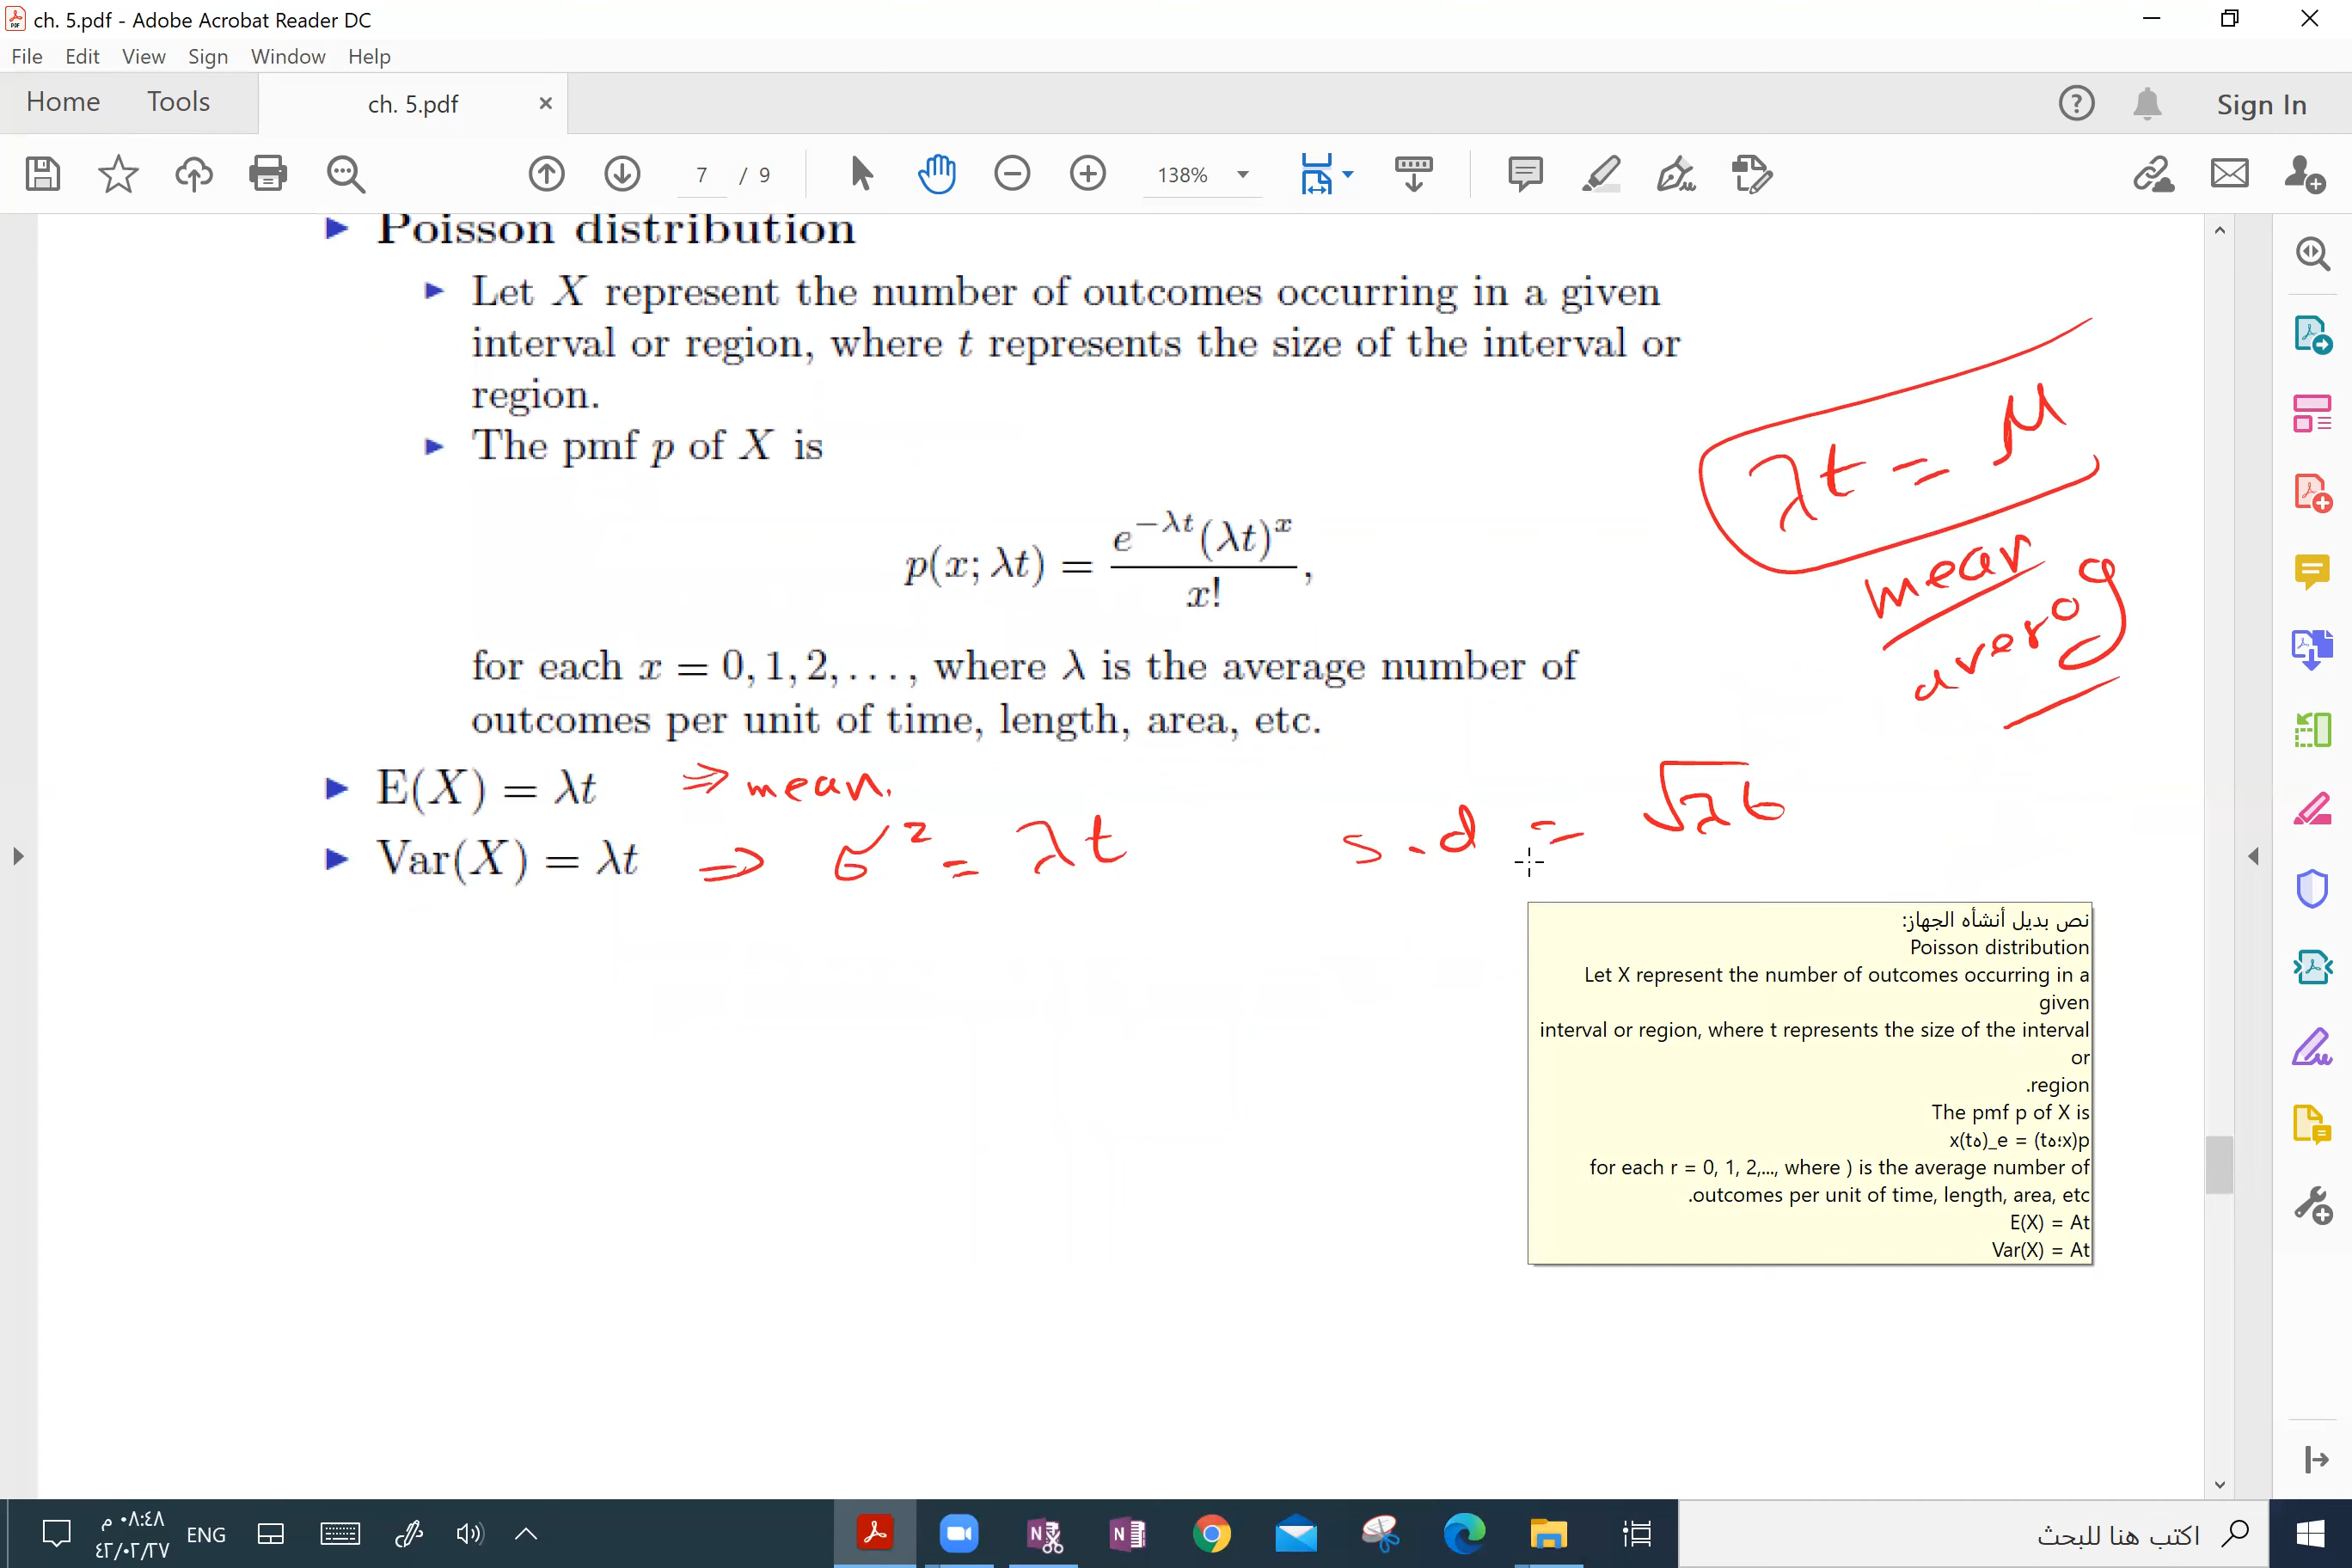 ch. 5.pdf - Adobe Acrobat Reader DC
File Edit View Sign Window Help
Home Tools ch. 5.pdf Sign In
7 / 9 138%
Poisson distribution
Let X represent the number of outcomes occurring in a given
interval or region, where t represents the size of the interval or
region.
The pmf p of X is
p(x; λt) = e^{−λt}(λt)^x / x!,
for each x = 0, 1, 2, . . . , where λ is the average number of
outcomes per unit of time, length, area, etc.
E(X) = λt ⇒ mean.
Var(X) = λt ⇒ σ² = λt s.d = √λt
λt = μ
mean
averag
نص بديل أنشأه الجهاز:
Poisson distribution
Let X represent the number of outcomes occurring in a
given
interval or region, where t represents the size of the interval
or
.region
The pmf p of X is
x(tه)_e = (tه;x)p
for each r = 0, 1, 2,..., where ) is the average number of
.outcomes per unit of time, length, area, etc
E(X) = At
Var(X) = At
٠٨:٤٨ م
٤٢/٠٢/٢٧
ENG
اكتب هنا للبحث